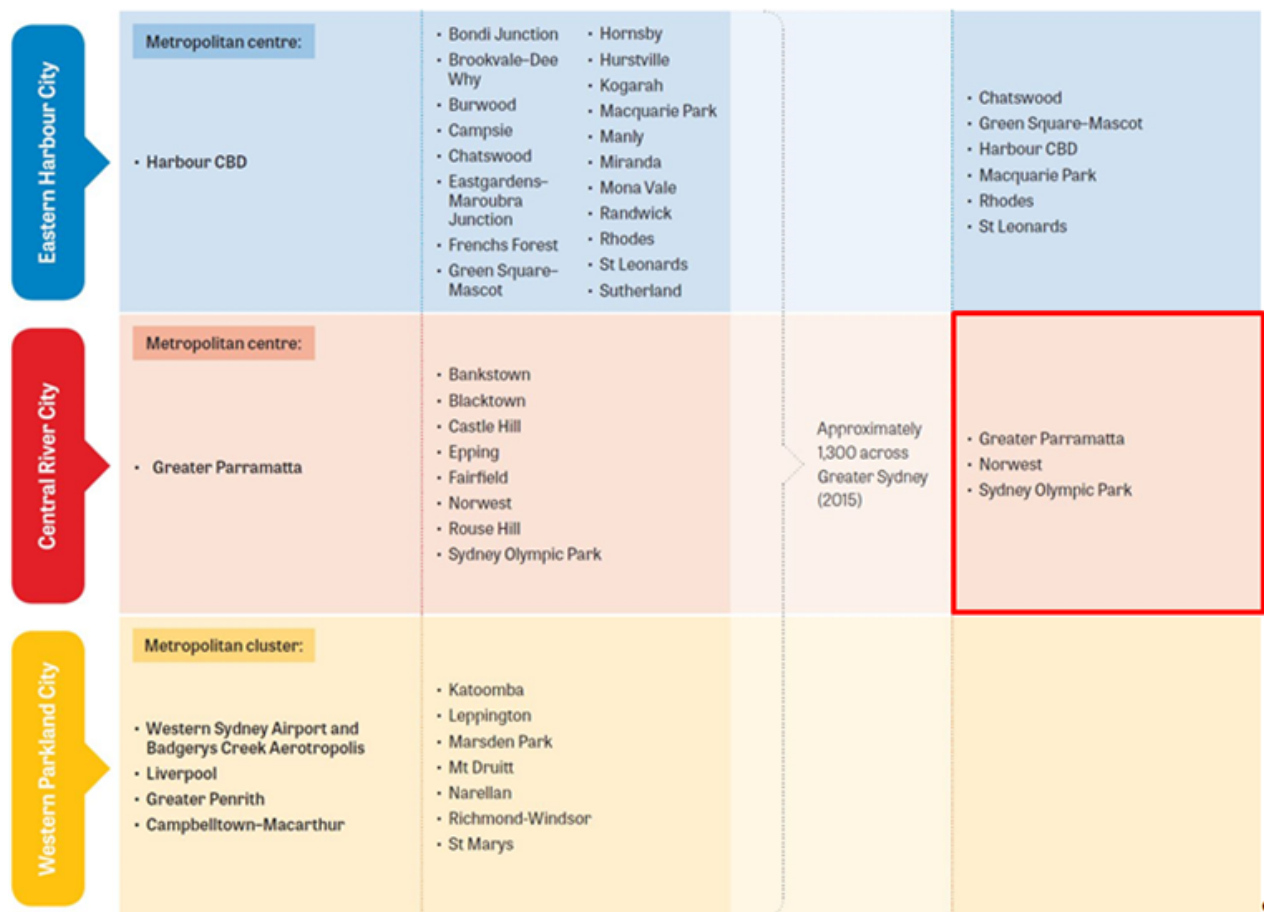 Eastern Harbour City
Metropolitan centre:
• Harbour CBD
• Bondi Junction
• Brookvale–Dee
Why
• Burwood
• Campsie
• Chatswood
• Eastgardens–
Maroubra
Junction
• Frenchs Forest
• Green Square–
Mascot
• Hornsby
• Hurstville
• Kogarah
• Macquarie Park
• Manly
• Miranda
• Mona Vale
• Randwick
• Rhodes
• St Leonards
• Sutherland
• Chatswood
• Green Square–Mascot
• Harbour CBD
• Macquarie Park
• Rhodes
• St Leonards
Central River City
Metropolitan centre:
• Greater Parramatta
• Bankstown
• Blacktown
• Castle Hill
• Epping
• Fairfield
• Norwest
• Rouse Hill
• Sydney Olympic Park
Approximately
1,300 across
Greater Sydney
(2015)
• Greater Parramatta
• Norwest
• Sydney Olympic Park
Western Parkland City
Metropolitan cluster:
• Western Sydney Airport and
Badgerys Creek Aerotropolis
• Liverpool
• Greater Penrith
• Campbelltown–Macarthur
• Katoomba
• Leppington
• Marsden Park
• Mt Druitt
• Narellan
• Richmond-Windsor
• St Marys